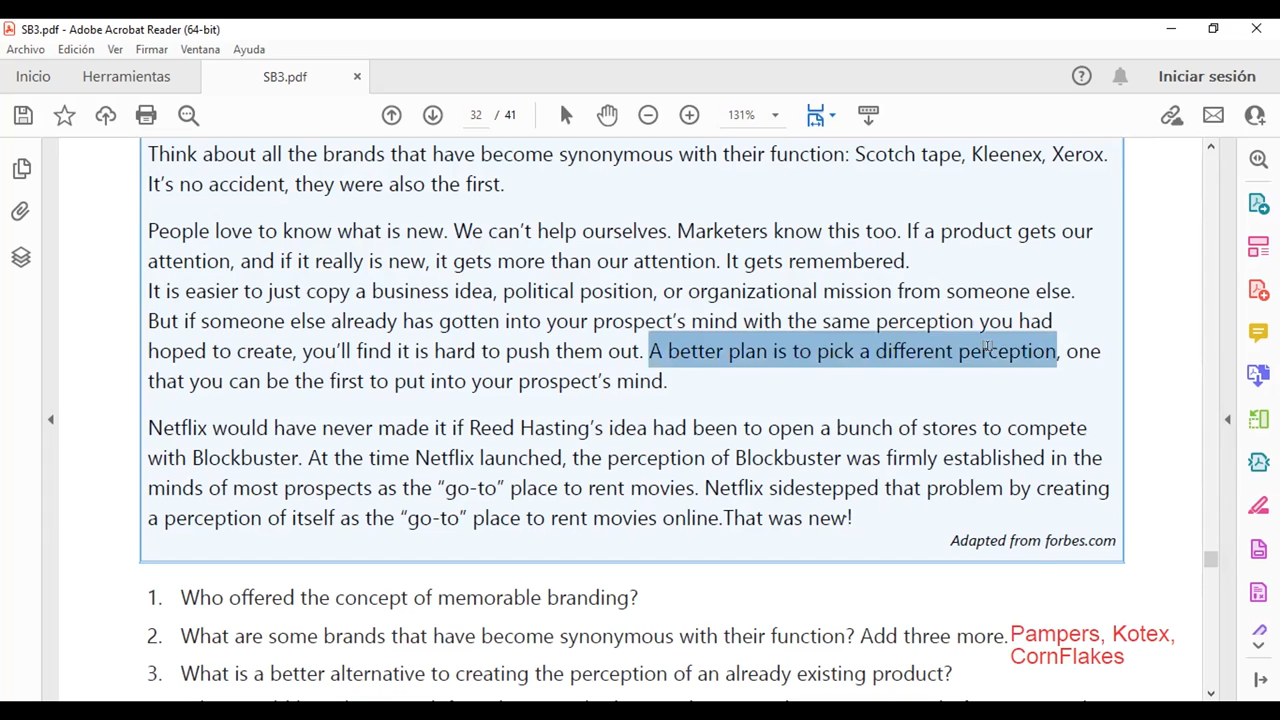 SB3.pdf - Adobe Acrobat Reader (64-bit)
Archivo Edición Ver Firmar Ventana Ayuda
Inicio Herramientas SB3.pdf × Iniciar sesión
32 / 41 131%
Think about all the brands that have become synonymous with their function: Scotch tape, Kleenex, Xerox.
It's no accident, they were also the first.
People love to know what is new. We can't help ourselves. Marketers know this too. If a product gets our
attention, and if it really is new, it gets more than our attention. It gets remembered.
It is easier to just copy a business idea, political position, or organizational mission from someone else.
But if someone else already has gotten into your prospect's mind with the same perception you had
hoped to create, you'll find it is hard to push them out. A better plan is to pick a different perception, one
that you can be the first to put into your prospect's mind.
Netflix would have never made it if Reed Hasting's idea had been to open a bunch of stores to compete
with Blockbuster. At the time Netflix launched, the perception of Blockbuster was firmly established in the
minds of most prospects as the “go-to” place to rent movies. Netflix sidestepped that problem by creating
a perception of itself as the “go-to” place to rent movies online.That was new!
Adapted from forbes.com
1. Who offered the concept of memorable branding?
2. What are some brands that have become synonymous with their function? Add three more. Pampers, Kotex,
CornFlakes
3. What is a better alternative to creating the perception of an already existing product?